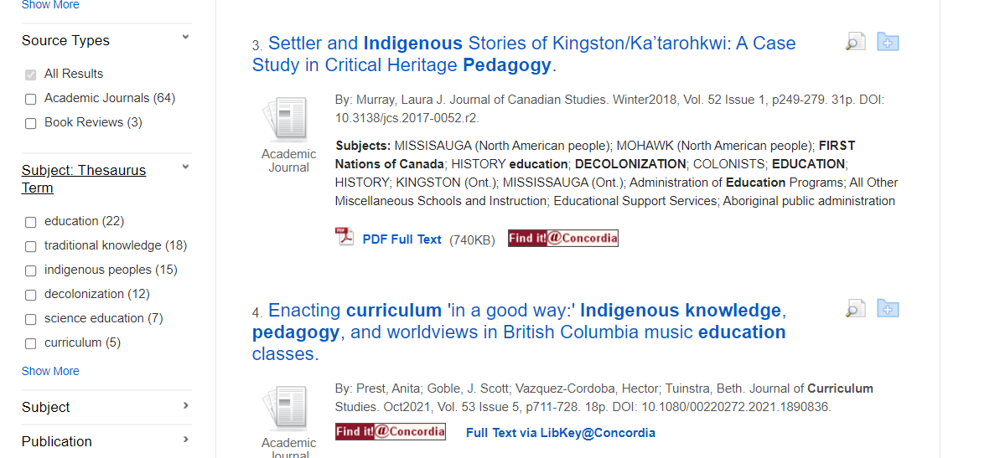 Show More
Source Types
All Results
Academic Journals (64)
Book Reviews (3)
Subject: Thesaurus
Term
education (22)
traditional knowledge (18)
indigenous peoples (15)
decolonization (12)
science education (7)
curriculum (5)
Show More
Subject
Publication
3. Settler and Indigenous Stories of Kingston/Ka’tarohkwi: A Case
Study in Critical Heritage Pedagogy.
Academic
Journal
By: Murray, Laura J. Journal of Canadian Studies. Winter2018, Vol. 52 Issue 1, p249-279. 31p. DOI:
10.3138/jcs.2017-0052.r2.
Subjects: MISSISAUGA (North American people); MOHAWK (North American people); FIRST
Nations of Canada; HISTORY education; DECOLONIZATION; COLONISTS; EDUCATION;
HISTORY; KINGSTON (Ont.); MISSISSAUGA (Ont.); Administration of Education Programs; All Other
Miscellaneous Schools and Instruction; Educational Support Services; Aboriginal public administration
PDF PDF Full Text (740KB) Find it!@Concordia
4. Enacting curriculum 'in a good way:' Indigenous knowledge,
pedagogy, and worldviews in British Columbia music education
classes.
Academic
Journal
By: Prest, Anita; Goble, J. Scott; Vazquez-Cordoba, Hector; Tuinstra, Beth. Journal of Curriculum
Studies. Oct2021, Vol. 53 Issue 5, p711-728. 18p. DOI: 10.1080/00220272.2021.1890836.
Find it!@Concordia Full Text via LibKey@Concordia